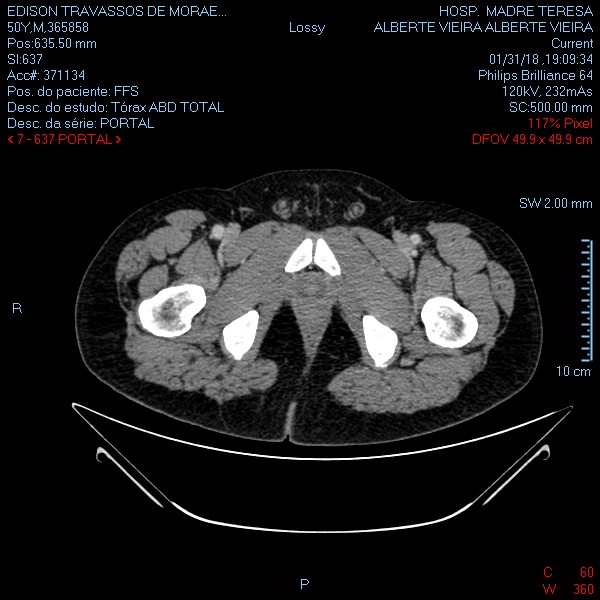 EDISON TRAVASSOS DE MORAE...
50Y,M,365858
Pos:635.50 mm
SI:637
Acc#: 371134
Pos. do paciente: FFS
Desc. do estudo: Tórax ABD TOTAL
Desc. da série: PORTAL
< 7 - 637 PORTAL >
Lossy
HOSP. MADRE TERESA
ALBERTE VIEIRA ALBERTE VIEIRA
Current
01/31/18 ,19:09:34
Philips Brilliance 64
120kV, 232mAs
SC:500.00 mm
117% Pixel
DFOV 49.9 x 49.9 cm
SW 2.00 mm
R
10 cm
P
C 60
W 360